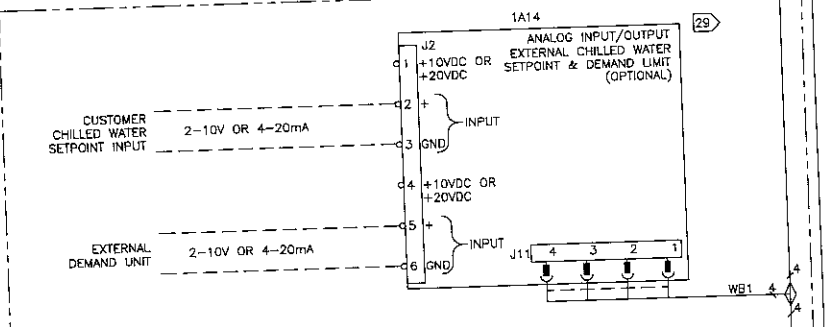 1A14
29
ANALOG INPUT/OUTPUT
EXTERNAL CHILLED WATER
SETPOINT & DEMAND LIMIT
(OPTIONAL)
J2
1 +10VDC OR
+20VDC
2 +
INPUT
3 GND
CUSTOMER
CHILLED WATER
SETPOINT INPUT
2-10V OR 4-20mA
4 +10VDC OR
+20VDC
5 +
INPUT
6 GND
EXTERNAL
DEMAND UNIT
2-10V OR 4-20mA
J11 4 3 2 1
WB1 4
4
4